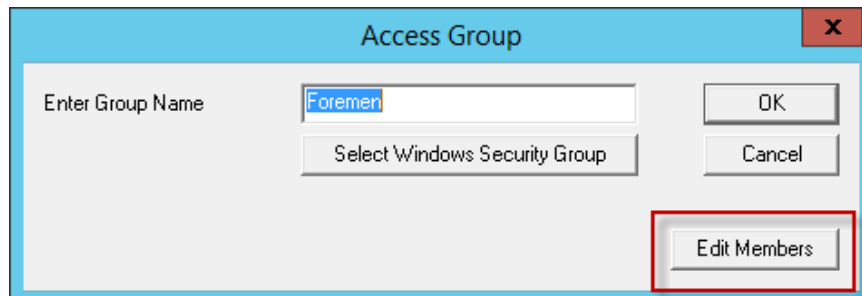 Access Group
x
Enter Group Name
Foremen
OK
Select Windows Security Group
Cancel
Edit Members